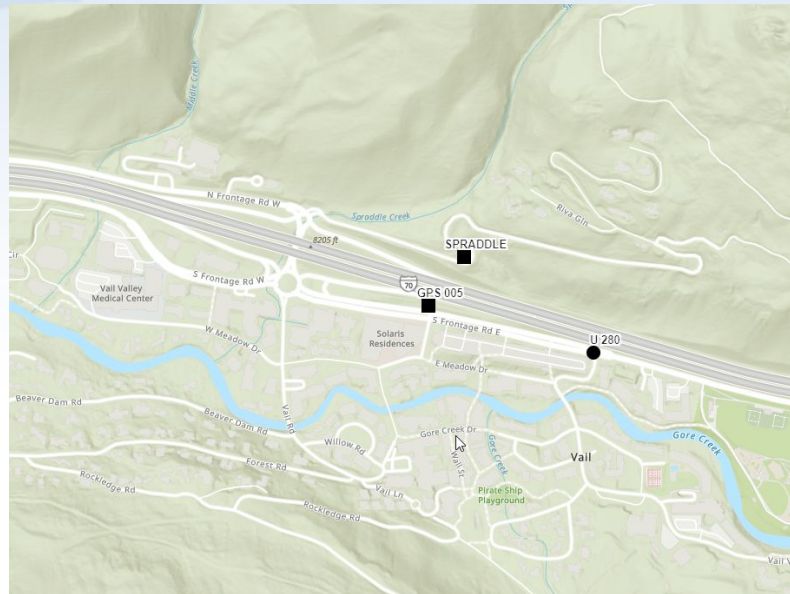 Middle Creek
N Frontage Rd W
Spraddle Creek
Riva Gln
8205 ft
SPRADDLE
S Frontage Rd W
70
GPS 005
Vail Valley
Medical Center
Cir
S Frontage Rd E
Solaris
Residences
U 280
W Meadow Dr
E Meadow Dr
Beaver Dam Rd
Beaver Dam Rd
Vail Rd
Willow Rd
Gore Creek Dr
Gore Creek
Gore Creek
Wall St
Vail
Forest Rd
Rockledge Rd
Vail Ln
Pirate Ship
Playground
Rockledge Rd
Vail V